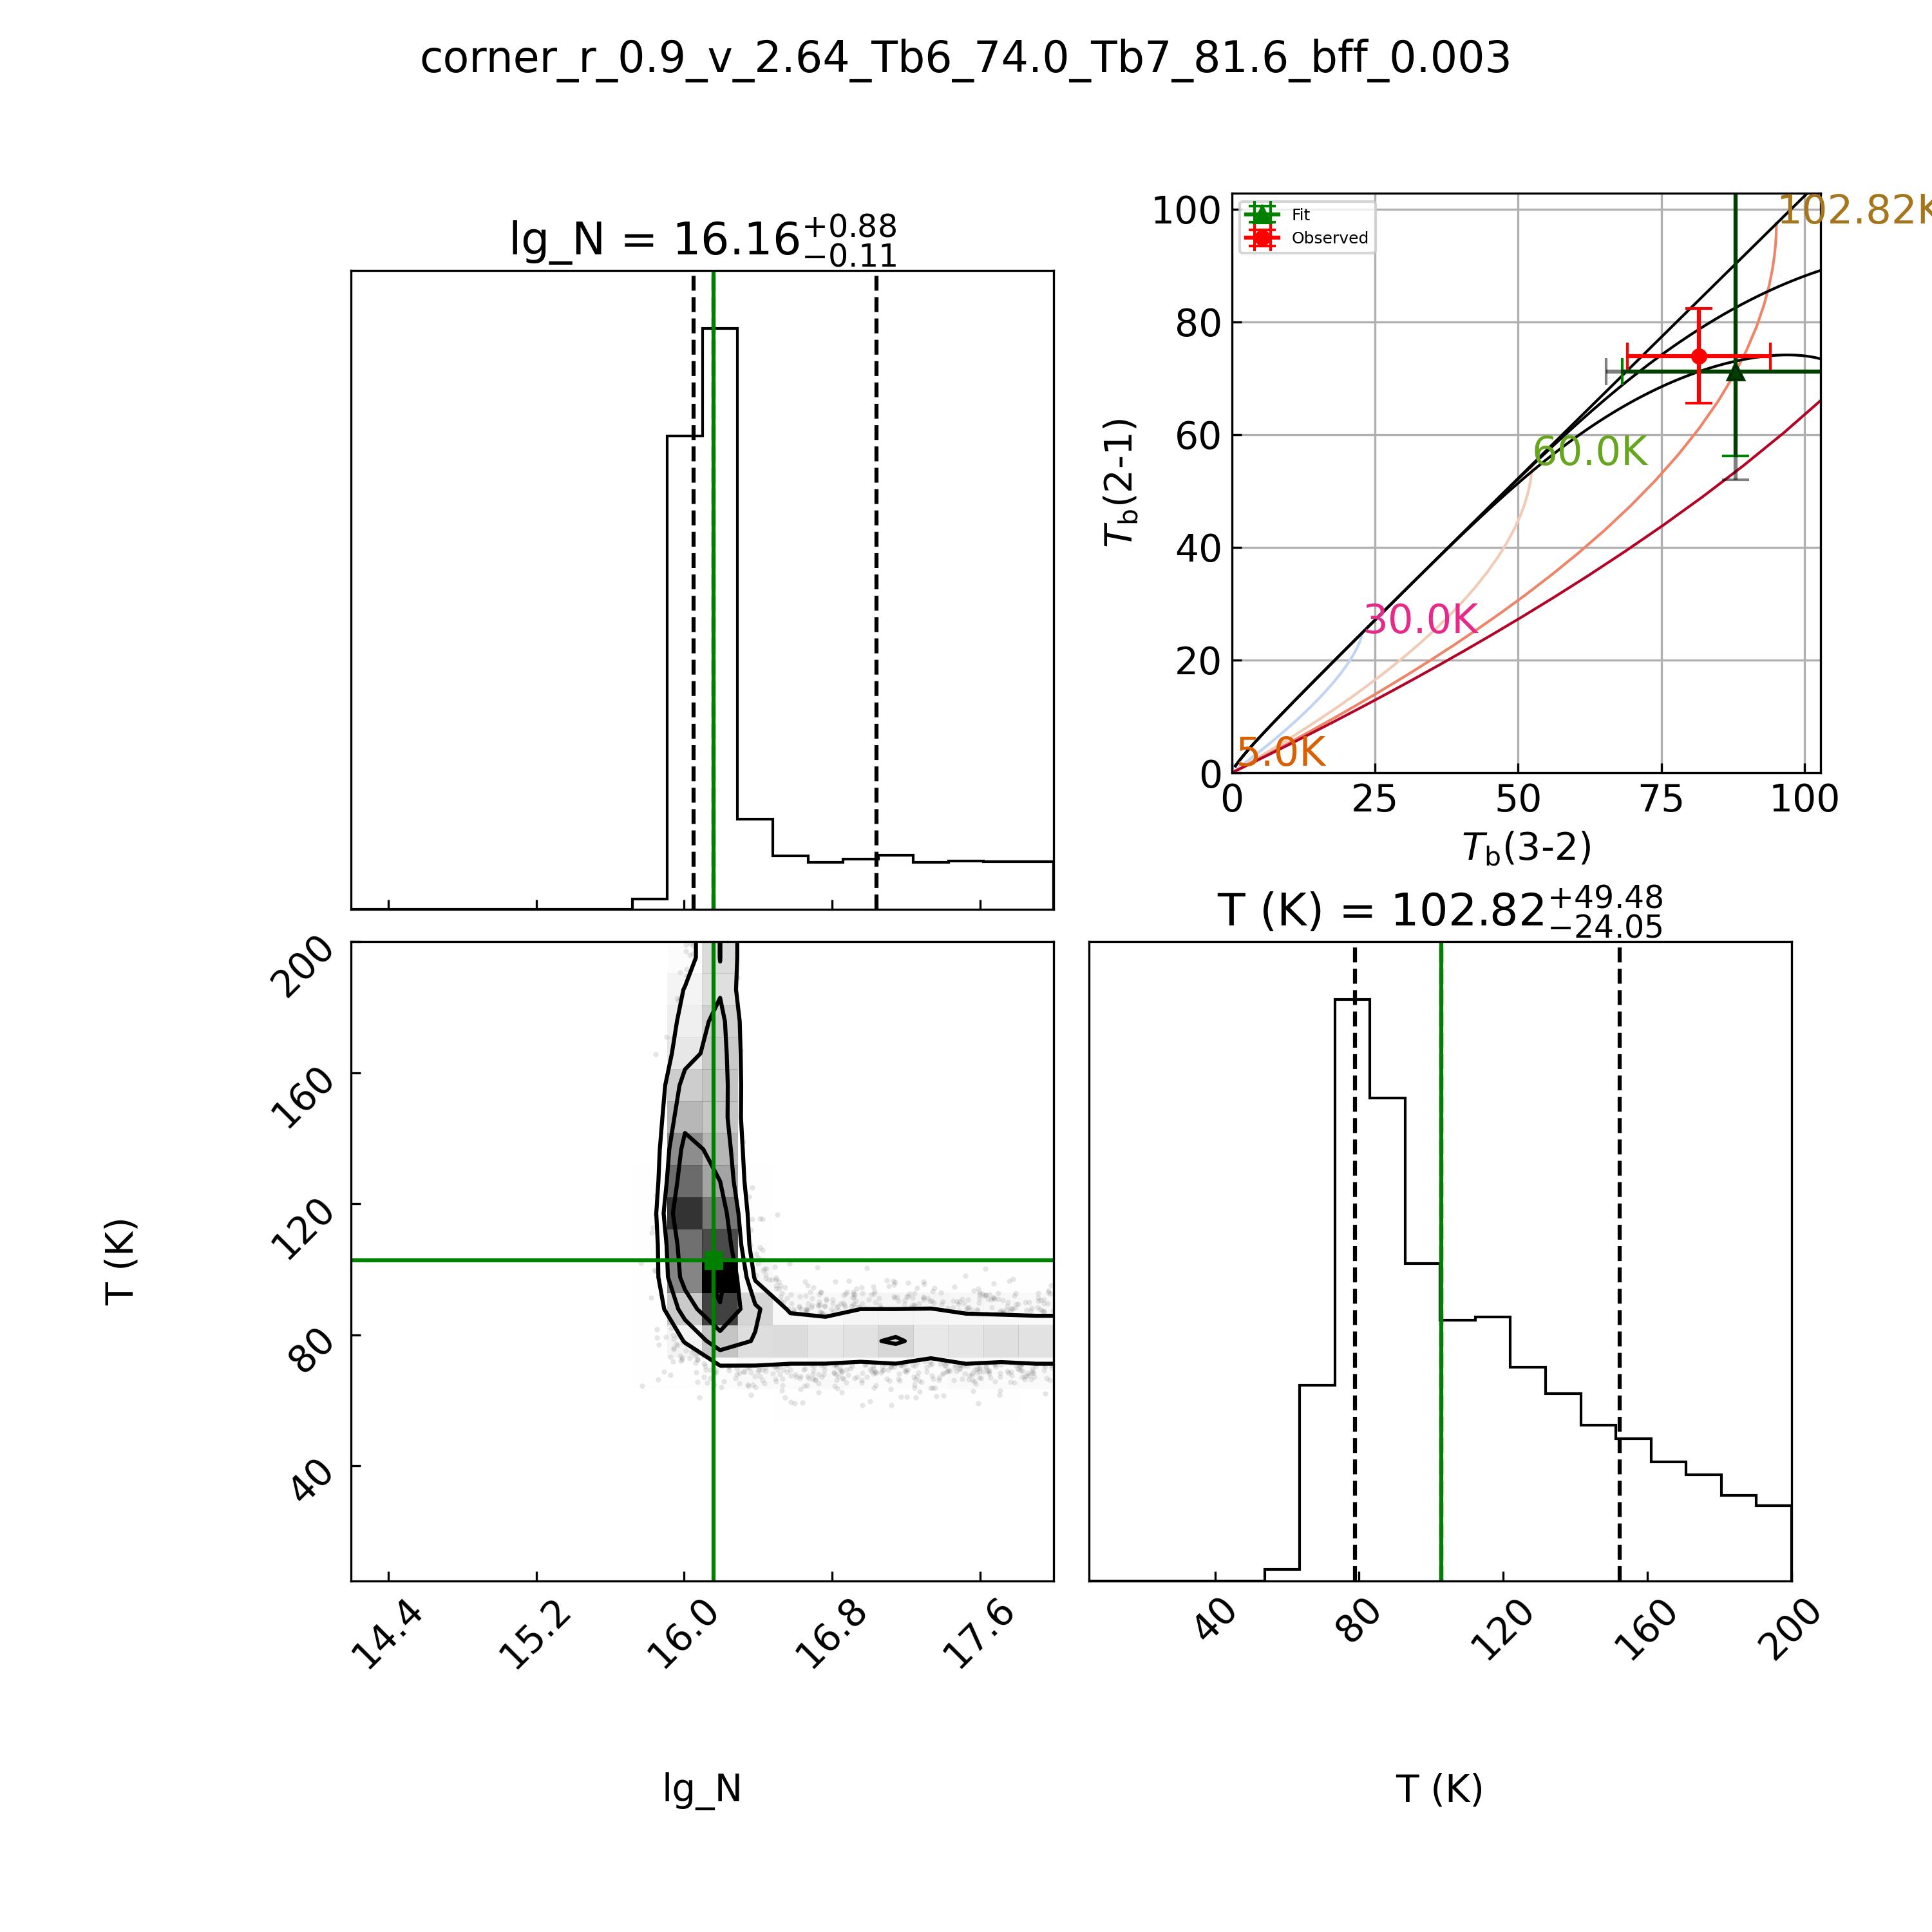 corner_r_0.9_v_2.64_Tb6_74.0_Tb7_81.6_bff_0.003
lg_N = 16.16+0.88−0.11
Fit
Observed
102.82K
60.0K
30.0K
5.0K
100
80
60
40
20
0
0 25 50 75 100
Tb(2-1)
Tb(3-2)
T (K) = 102.82+49.48−24.05
200
160
120
80
40
T (K)
14.4 15.2 16.0 16.8 17.6
lg_N
40 80 120 160 200
T (K)